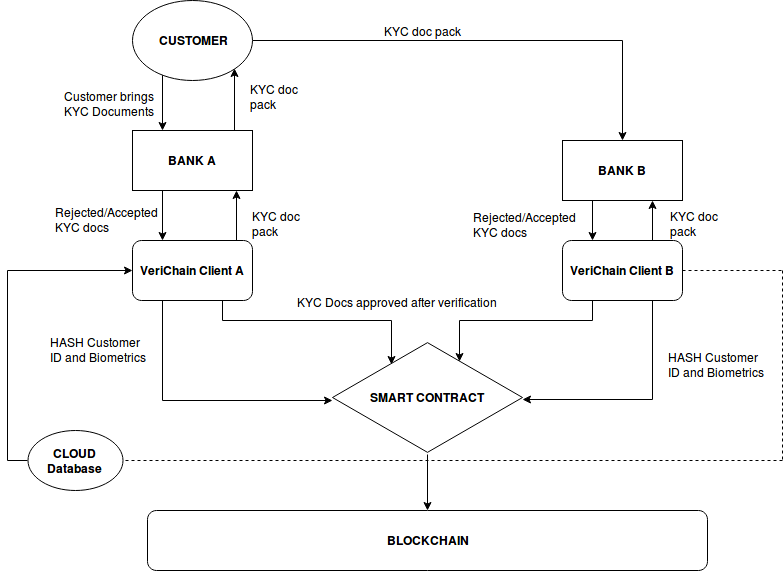 KYC doc pack
CUSTOMER
Customer brings
KYC Documents
KYC doc
pack
BANK A
BANK B
Rejected/Accepted
KYC docs
KYC doc
pack
Rejected/Accepted
KYC docs
KYC doc
pack
VeriChain Client A
VeriChain Client B
KYC Docs approved after verification
HASH Customer
ID and Biometrics
HASH Customer
ID and Biometrics
SMART CONTRACT
CLOUD
Database
BLOCKCHAIN